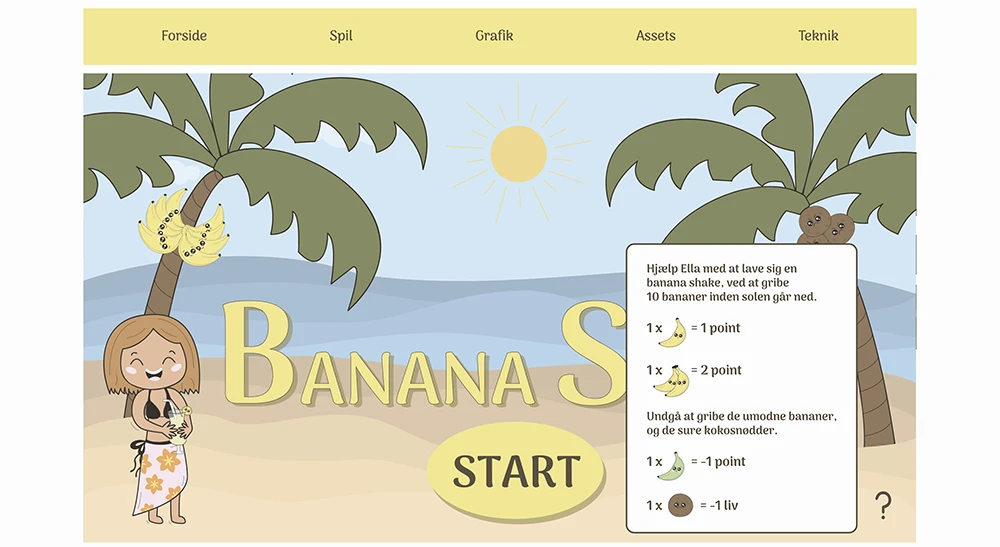 Forside Spil Grafik Assets Teknik
BANANA S
START
Hjælp Ella med at lave sig en
banana shake, ved at gribe
10 bananer inden solen går ned.
1 x = 1 point
1 x = 2 point
Undgå at gribe de umodne bananer,
og de sure kokosnødder.
1 x = -1 point
1 x = -1 liv
?